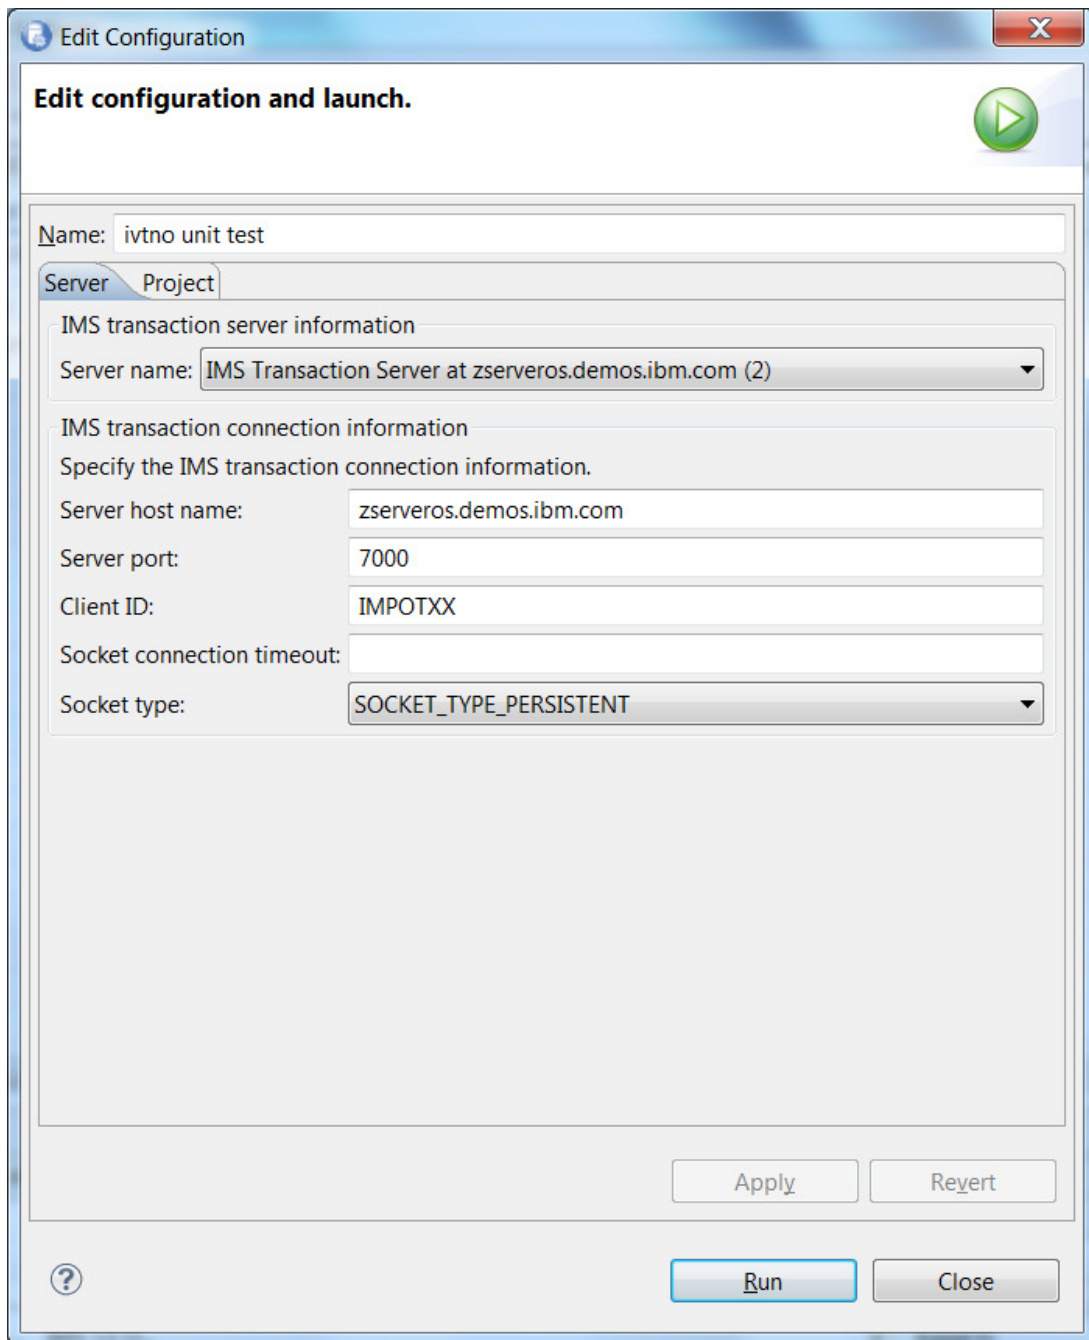 Edit Configuration
X
Edit configuration and launch.
Name: ivtno unit test
Server Project
IMS transaction server information
Server name: IMS Transaction Server at zserveros.demos.ibm.com (2)
IMS transaction connection information
Specify the IMS transaction connection information.
Server host name: zserveros.demos.ibm.com
Server port: 7000
Client ID: IMPOTXX
Socket connection timeout:
Socket type: SOCKET_TYPE_PERSISTENT
Apply Revert
? Run Close